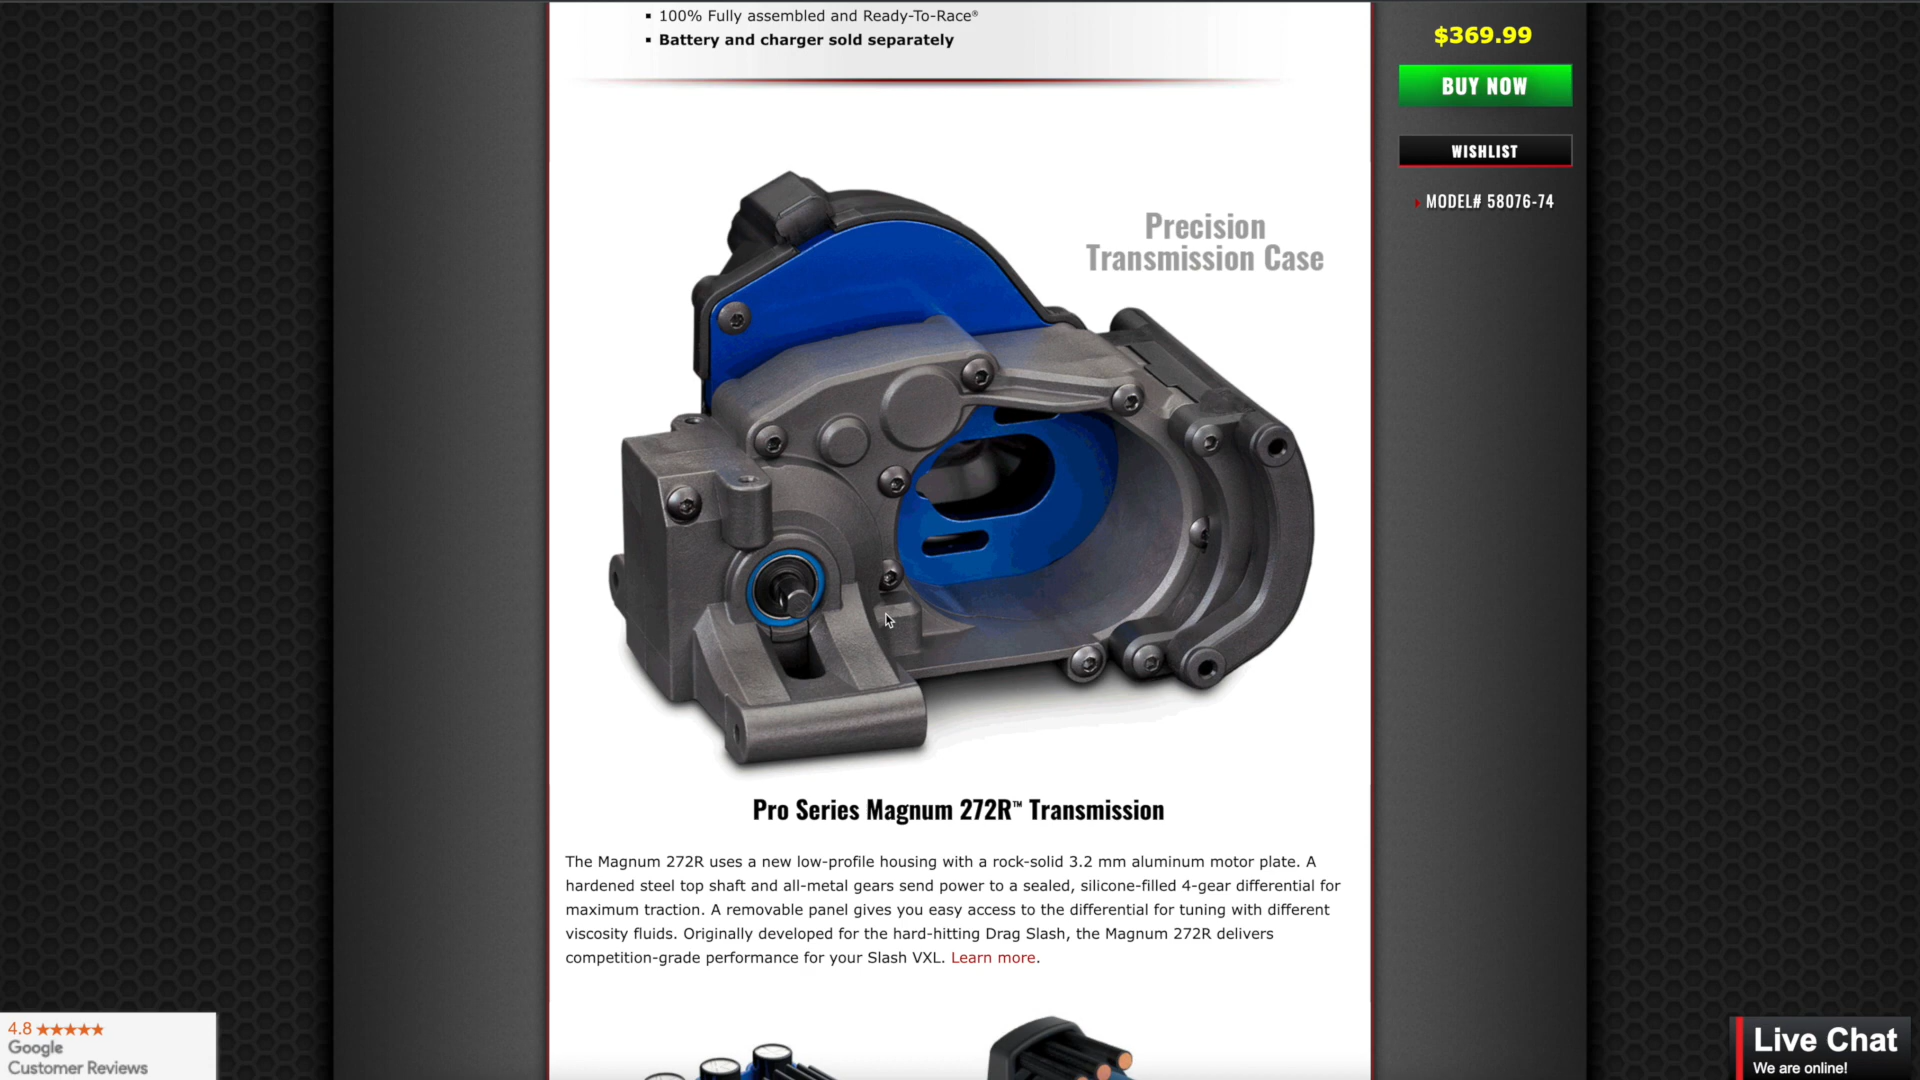 ▪ 100% Fully assembled and Ready-To-Race®
▪ Battery and charger sold separately
$369.99
BUY NOW
WISHLIST
MODEL# 58076-74
Precision
Transmission Case
Pro Series Magnum 272R™ Transmission
The Magnum 272R uses a new low-profile housing with a rock-solid 3.2 mm aluminum motor plate. A
hardened steel top shaft and all-metal gears send power to a sealed, silicone-filled 4-gear differential for
maximum traction. A removable panel gives you easy access to the differential for tuning with different
viscosity fluids. Originally developed for the hard-hitting Drag Slash, the Magnum 272R delivers
competition-grade performance for your Slash VXL. Learn more.
4.8 ★★★★★
Google
Customer Reviews
Live Chat
We are online!